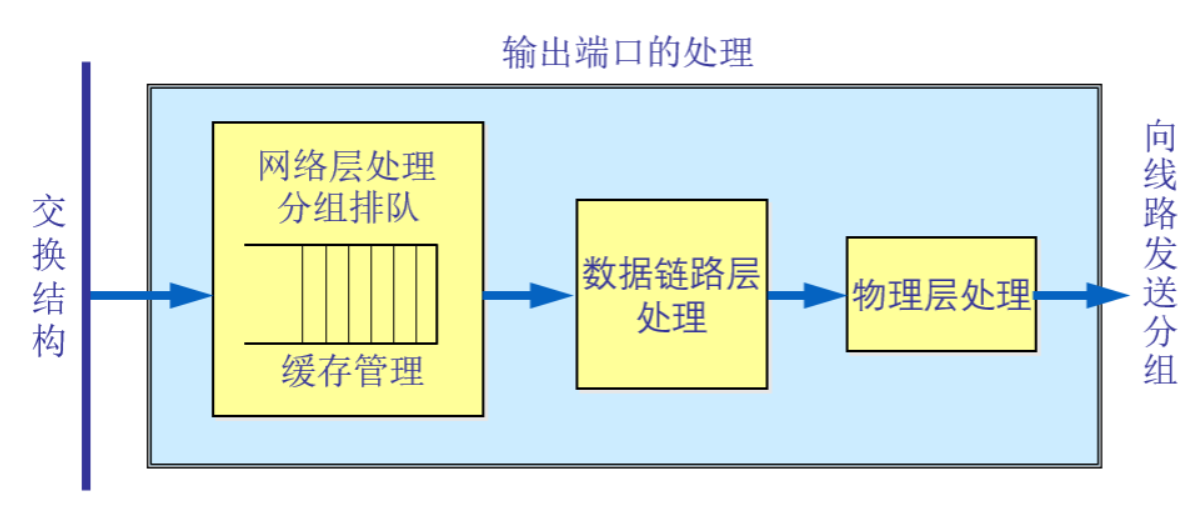 输出端口的处理
交换结构
网络层处理
分组排队
缓存管理
数据链路层
处理
物理层处理
向线路发送分组